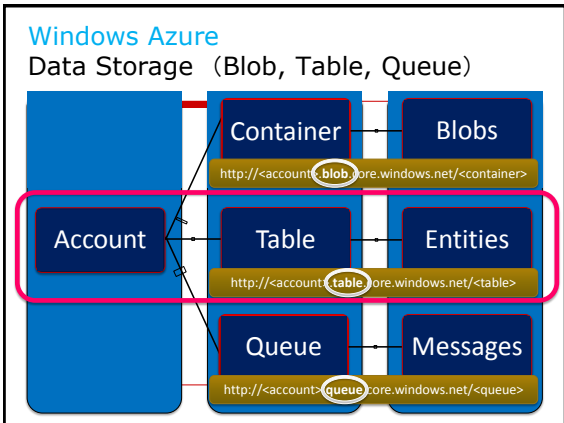 Windows Azure
Data Storage （Blob, Table, Queue）
Container
Blobs
http://<account>.blob.core.windows.net/<container>
Account
Table
Entities
http://<account>.table.core.windows.net/<table>
Queue
Messages
http://<account>.queue.core.windows.net/<queue>